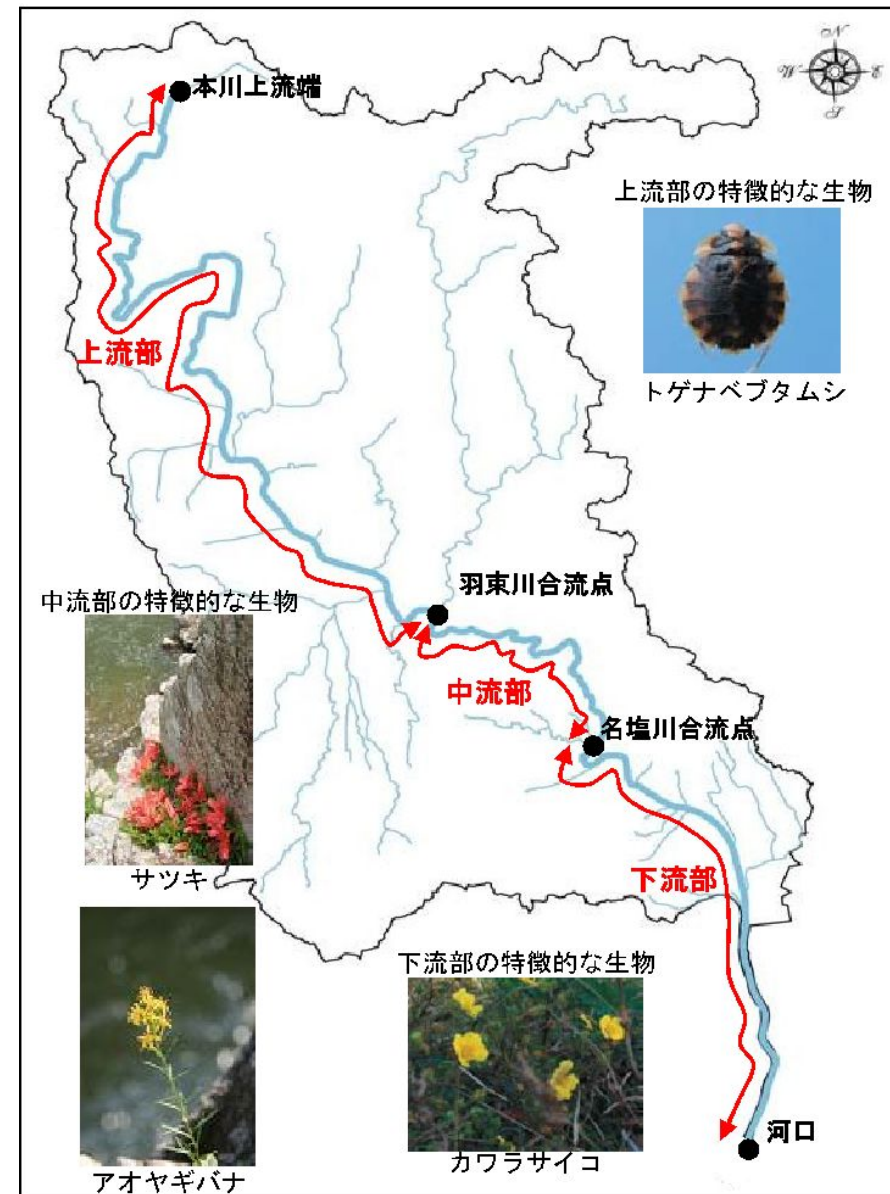 本川上流端
N
W
E
S
上流部の特徴的な生物
トゲナベブタムシ
上流部
羽束川合流点
中流部の特徴的な生物
中流部
名塩川合流点
サツキ
下流部
下流部の特徴的な生物
カワラサイコ
河口
アオヤギバナ